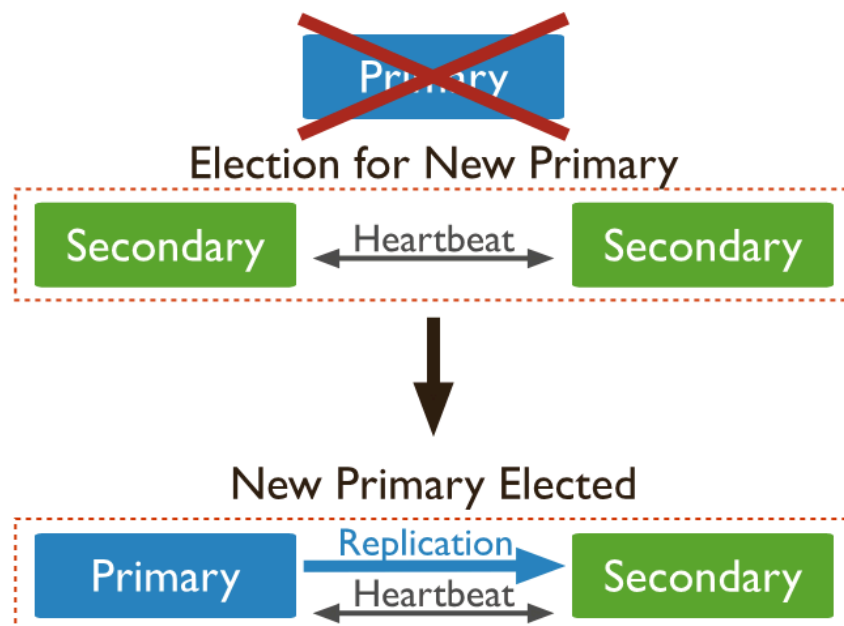 Primary
Election for New Primary
Secondary Heartbeat Secondary
New Primary Elected
Replication
Primary Secondary
Heartbeat